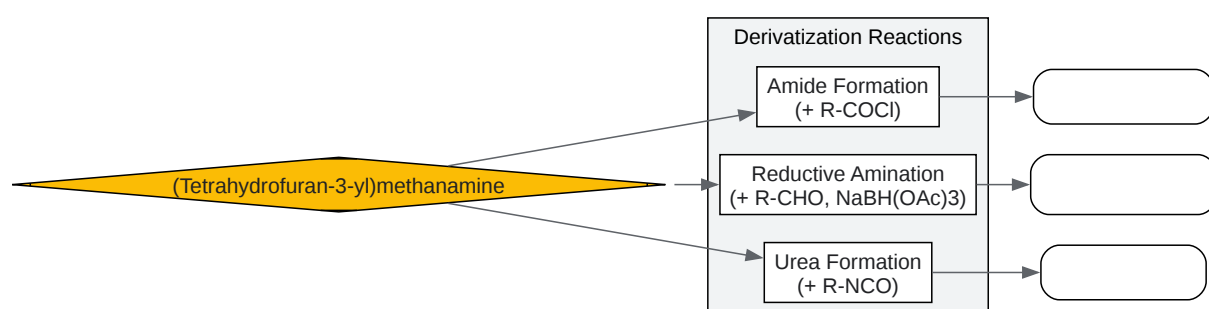 Derivatization Reactions
Amide Formation
(+ R-COCl)
(Tetrahydrofuran-3-yl)methanamine
Reductive Amination
(+ R-CHO, NaBH(OAc)3)
Urea Formation
(+ R-NCO)